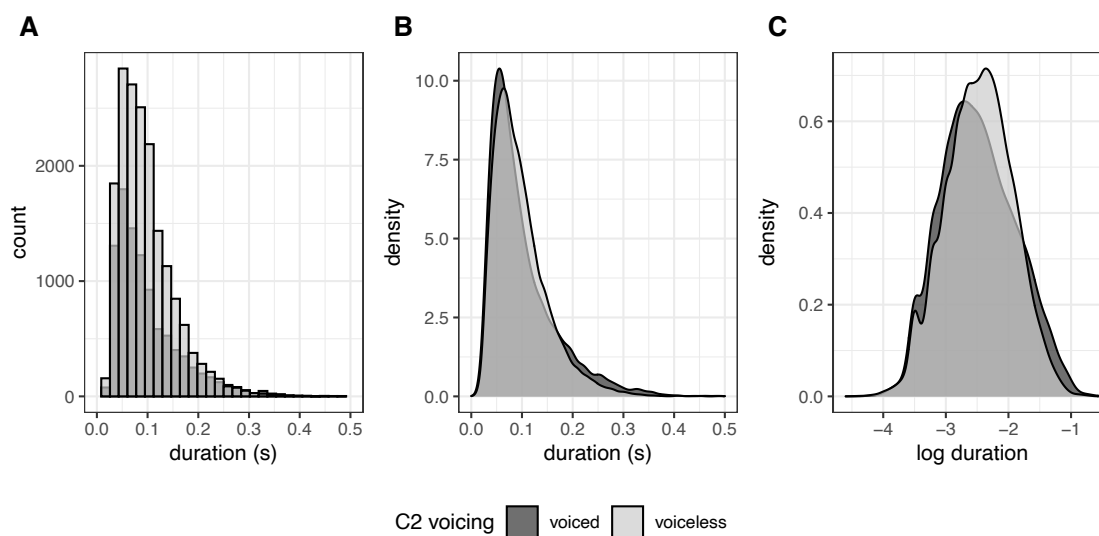 A
B
C
count
2000
1000
0
0.0 0.1 0.2 0.3 0.4 0.5
duration (s)
density
10.0
7.5
5.0
2.5
0.0
0.0 0.1 0.2 0.3 0.4 0.5
duration (s)
density
0.6
0.4
0.2
0.0
−4 −3 −2 −1
log duration
C2 voicing voiced voiceless